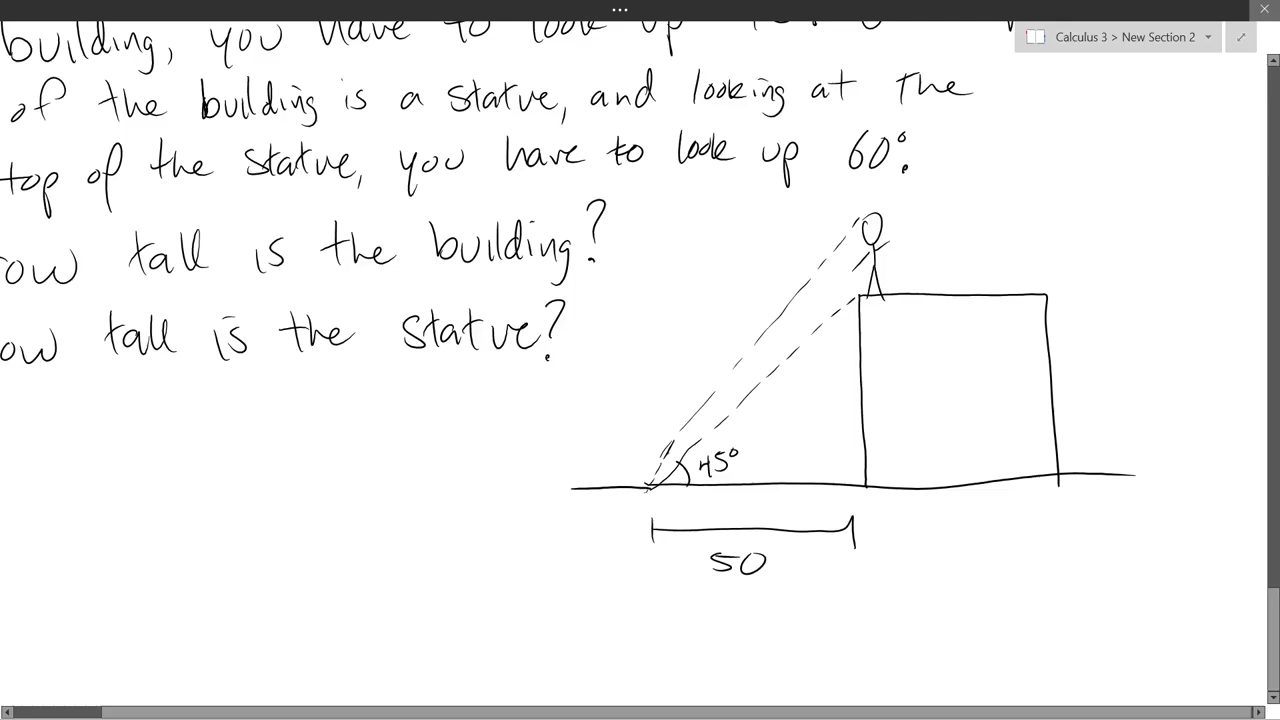 Calculus 3 > New Section 2
building, you have to look up
of the building is a statue, and looking at the
top of the statue, you have to look up 60°.
ow tall is the building?
ow tall is the statue?
45°
50